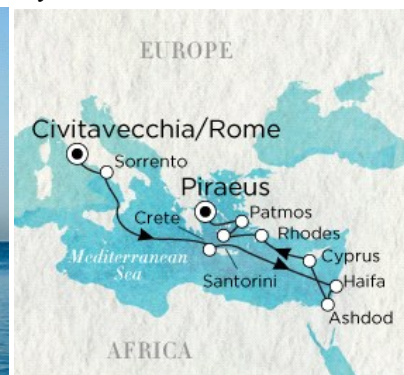 EUROPE
Civitavecchia/Rome
Sorrento
Piraeus
Patmos
Crete
Rhodes
Mediterranean
Sea
Cyprus
Santorini
Haifa
Ashdod
AFRICA